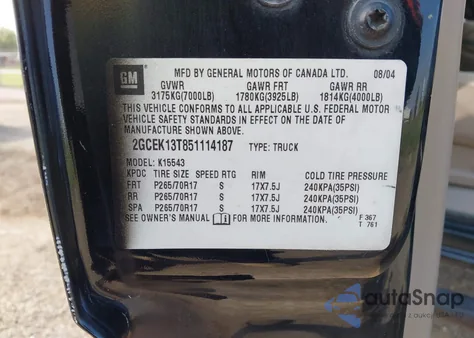 GM MFD BY GENERAL MOTORS OF CANADA LTD. 08/04
GVWR GAWR FRT GAWR RR
3175KG(7000LB) 1780KG(3925LB) 1814KG(4000LB)
THIS VEHICLE CONFORMS TO ALL APPLICABLE U.S. FEDERAL MOTOR
VEHICLE SAFETY STANDARDS IN EFFECT ON THE DATE OF
MANUFACTURE SHOWN ABOVE.
2GCEK13T851114187 TYPE: TRUCK
MODEL: K15543
XPDC TIRE SIZE SPEED RTG RIM COLD TIRE PRESSURE
FRT P265/70R17 S 17X7.5J 240KPA(35PSI)
RR P265/70R17 S 17X7.5J 240KPA(35PSI)
SPA P265/70R17 S 17X7.5J 240KPA(35PSI)
SEE OWNER'S MANUAL FOR MORE INFORMATION. F 367
T 761
autoSnap